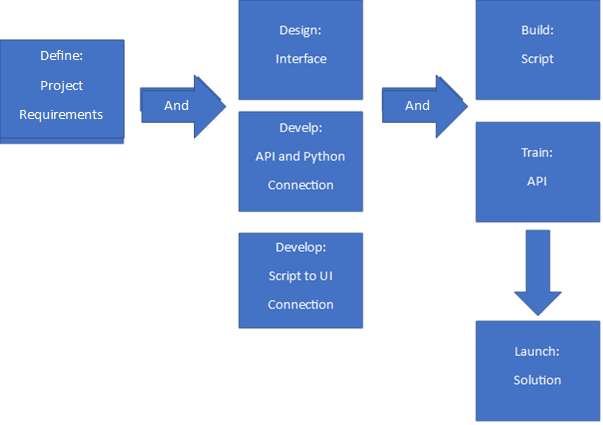 Define:
Project
Requirements
And
Design:
Interface
Develp:
API and Python
Connection
Develop:
Script to UI
Connection
And
Build:
Script
Train:
API
Launch:
Solution